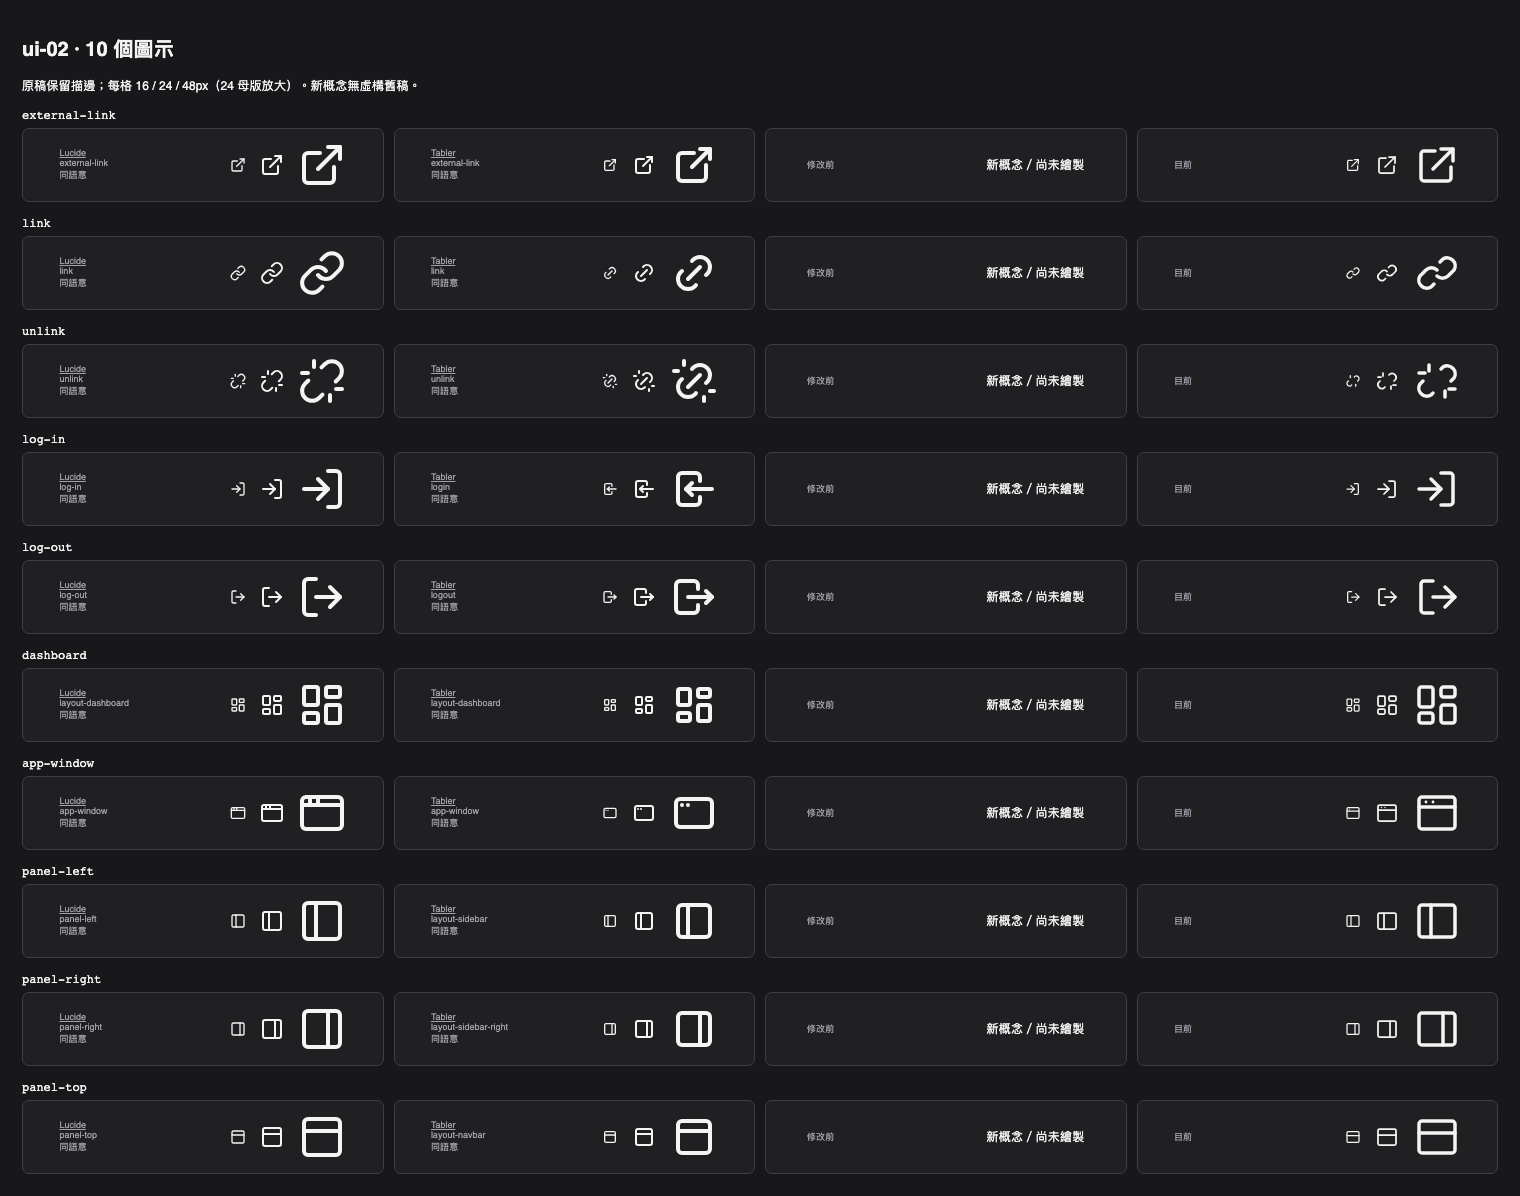 ui-02 · 10 個圖示
原稿保留描邊；每格 16 / 24 / 48px（24 母版放大）。新概念無虛構舊稿。
external-link
Lucide
external-link
同語意
Tabler
external-link
同語意
修改前
新概念 / 尚未繪製
目前
link
Lucide
link
同語意
Tabler
link
同語意
修改前
新概念 / 尚未繪製
目前
unlink
Lucide
unlink
同語意
Tabler
unlink
同語意
修改前
新概念 / 尚未繪製
目前
log-in
Lucide
log-in
同語意
Tabler
login
同語意
修改前
新概念 / 尚未繪製
目前
log-out
Lucide
log-out
同語意
Tabler
logout
同語意
修改前
新概念 / 尚未繪製
目前
dashboard
Lucide
layout-dashboard
同語意
Tabler
layout-dashboard
同語意
修改前
新概念 / 尚未繪製
目前
app-window
Lucide
app-window
同語意
Tabler
app-window
同語意
修改前
新概念 / 尚未繪製
目前
panel-left
Lucide
panel-left
同語意
Tabler
layout-sidebar
同語意
修改前
新概念 / 尚未繪製
目前
panel-right
Lucide
panel-right
同語意
Tabler
layout-sidebar-right
同語意
修改前
新概念 / 尚未繪製
目前
panel-top
Lucide
panel-top
同語意
Tabler
layout-navbar
同語意
修改前
新概念 / 尚未繪製
目前